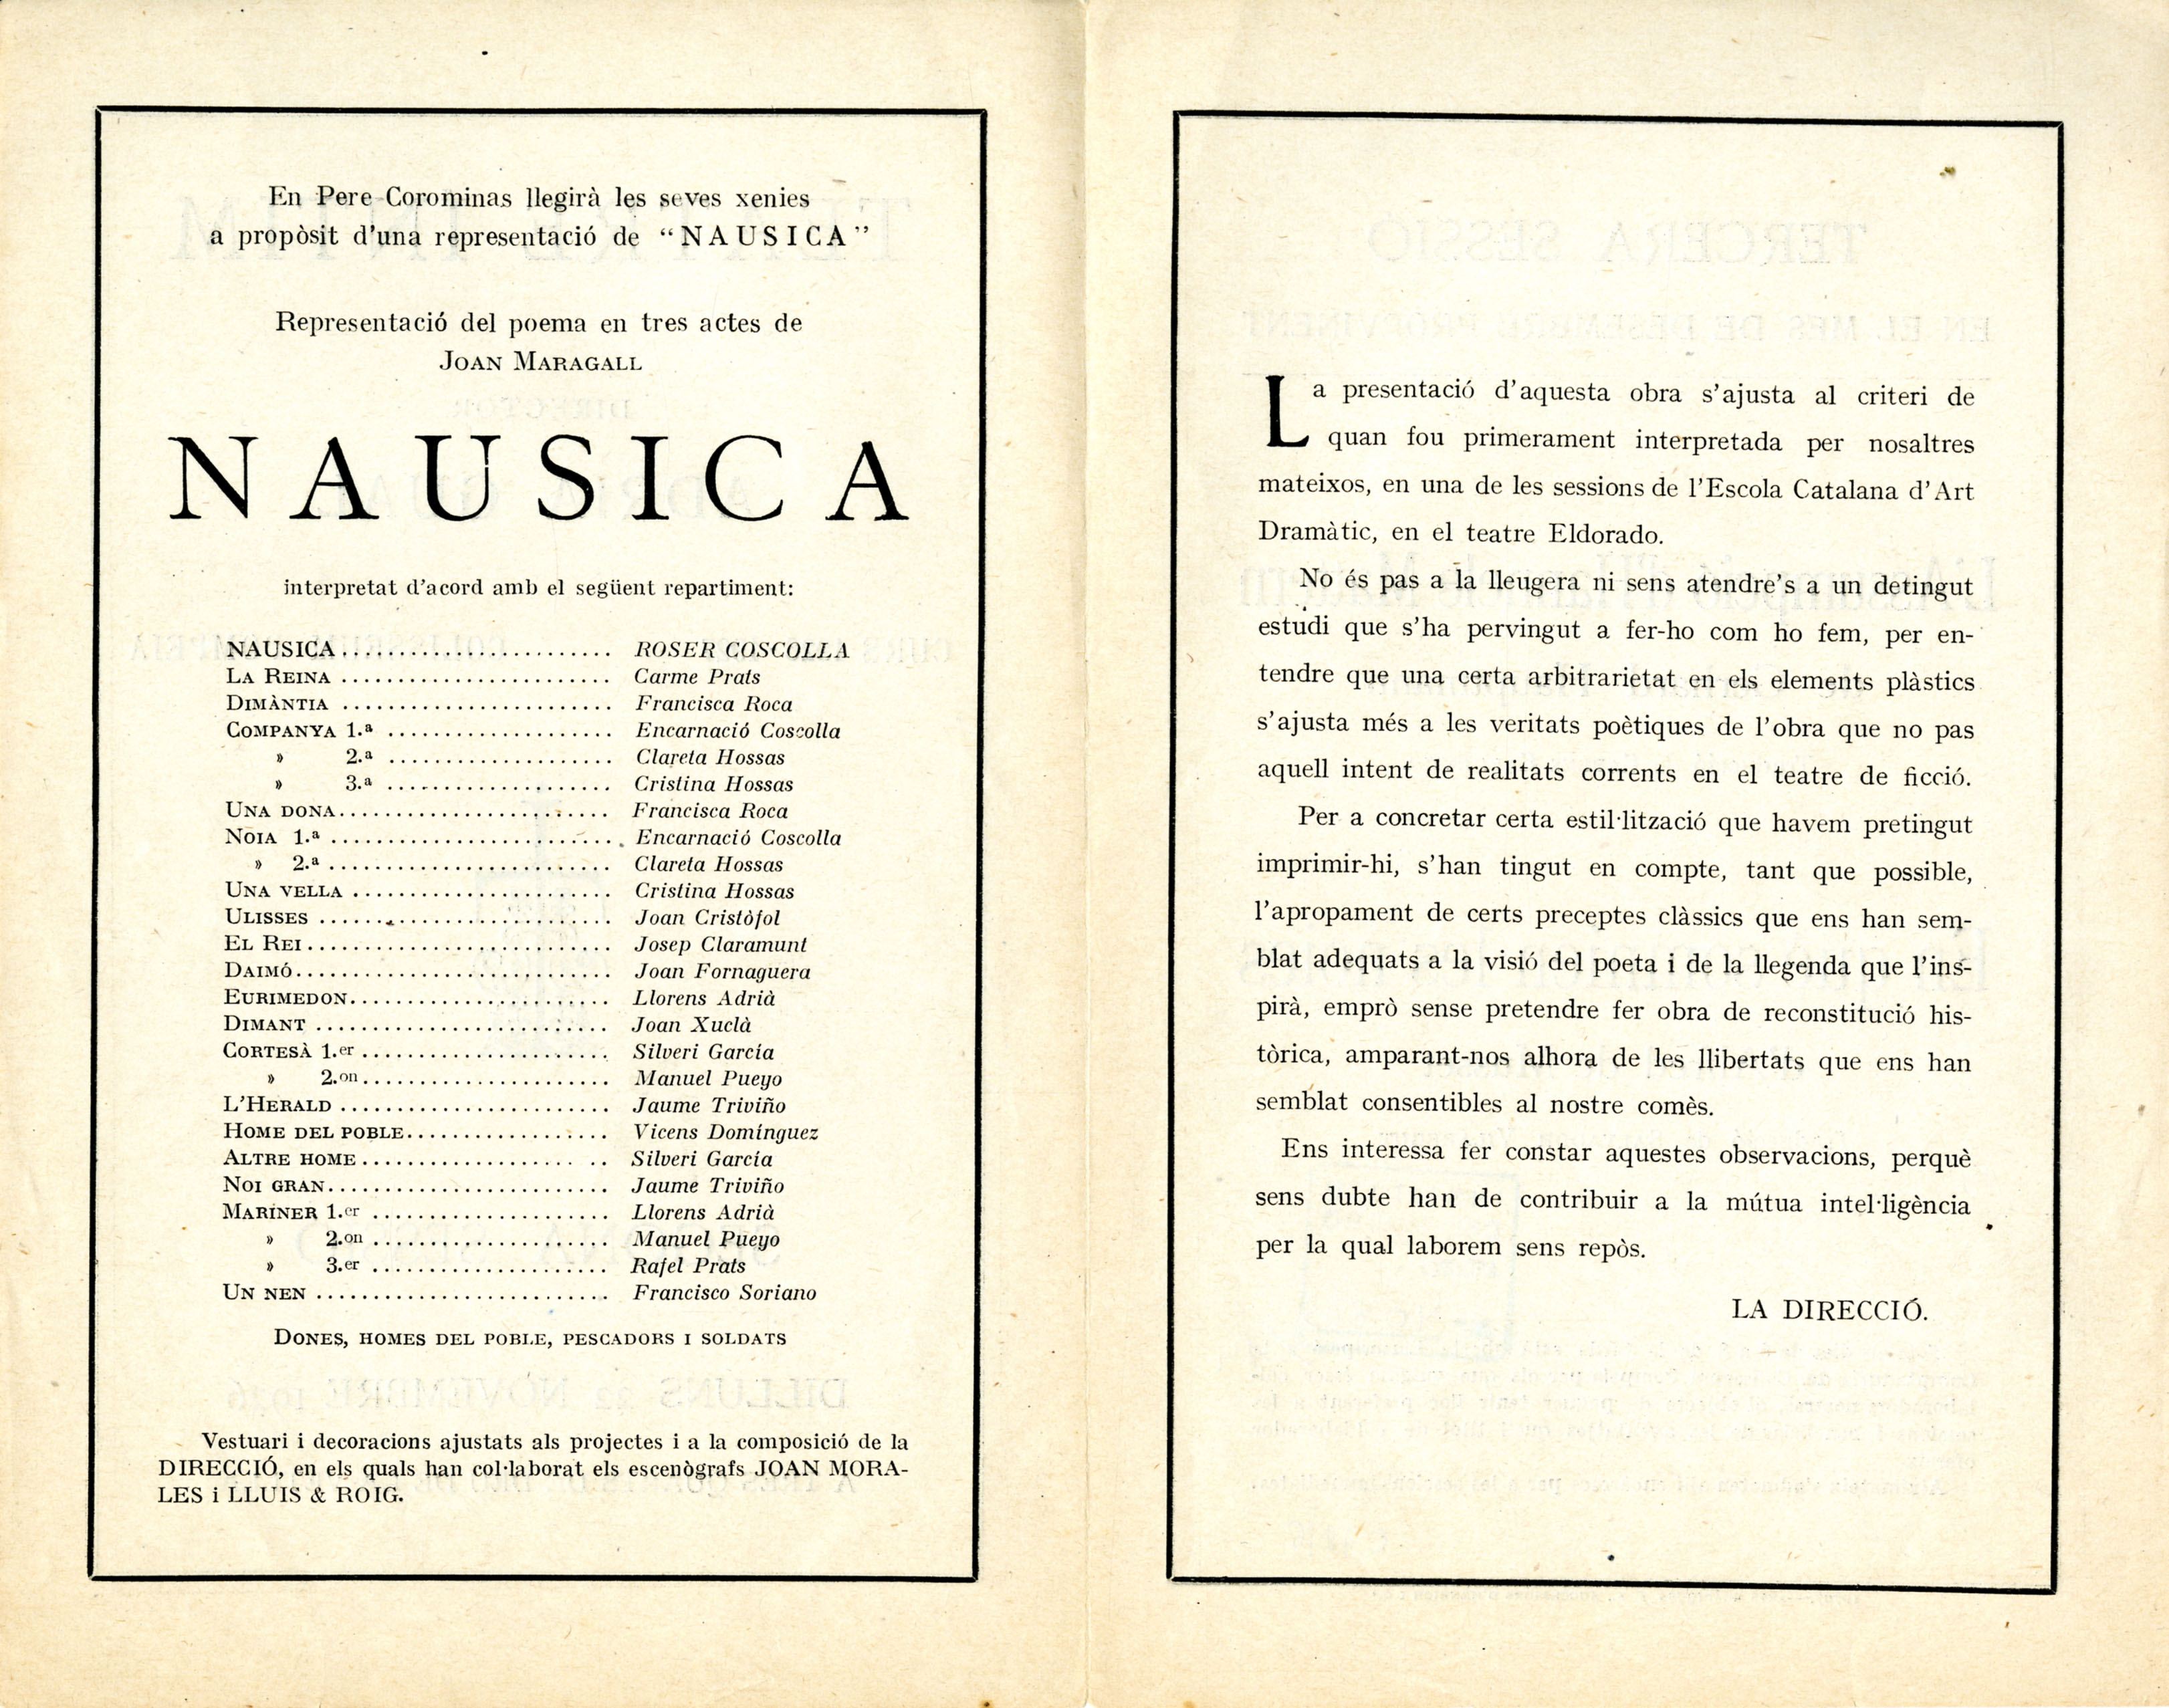 En Pere Corominas llegirà les seves xenies
a propòsit d'una representació de “NAUSICA”
Representació del poema en tres actes de
JOAN MARAGALL
NAUSICA
interpretat d'acord amb el següent repartiment:
NAUSICA ........................ ROSER COSCOLLA
LA REINA ........................ Carme Prats
DIMÀNTIA ........................ Francisca Roca
COMPANYA 1.ª .................... Encarnació Coscolla
» 2.ª .................... Clareta Hossas
» 3.ª .................... Cristina Hossas
UNA DONA........................ Francisca Roca
NOIA 1.ª ......................... Encarnació Coscolla
» 2.ª ......................... Clareta Hossas
UNA VELLA ....................... Cristina Hossas
ULISSES .......................... Joan Cristòfol
EL REI........................... Josep Claramunt
DAIMÓ............................ Joan Fornaguera
EURIMEDON....................... Llorens Adrià
DIMANT .......................... Joan Xuclà
CORTESÀ 1.er ...................... Silveri García
» 2.on...................... Manuel Pueyo
L'HERALD ........................ Jaume Triviño
HOME DEL POBLE.................. Vicens Domínguez
ALTRE HOME ..................... Silveri García
NOI GRAN......................... Jaume Triviño
MARINER 1.er ..................... Llorens Adrià
» 2.on ..................... Manuel Pueyo
» 3.er ..................... Rafel Prats
UN NEN .......................... Francisco Soriano
DONES, HOMES DEL POBLE, PESCADORS I SOLDATS
Vestuari i decoracions ajustats als projectes i a la composició de la
DIRECCIÓ, en els quals han col·laborat els escenògrafs JOAN MORA-
LES i LLUIS & ROIG.
La presentació d'aquesta obra s'ajusta al criteri de
quan fou primerament interpretada per nosaltres
mateixos, en una de les sessions de l'Escola Catalana d'Art
Dramàtic, en el teatre Eldorado.
No és pas a la lleugera ni sens atendre's a un detingut
estudi que s'ha pervingut a fer-ho com ho fem, per en-
tendre que una certa arbitrarietat en els elements plàstics
s'ajusta més a les veritats poètiques de l'obra que no pas
aquell intent de realitats corrents en el teatre de ficció.
Per a concretar certa estil·lització que havem pretingut
imprimir-hi, s'han tingut en compte, tant que possible,
l'apropament de certs preceptes clàssics que ens han sem-
blat adequats a la visió del poeta i de la llegenda que l'ins-
pirà, emprò sense pretendre fer obra de reconstitució his-
tòrica, amparant-nos alhora de les llibertats que ens han
semblat consentibles al nostre comès.
Ens interessa fer constar aquestes observacions, perquè
sens dubte han de contribuir a la mútua intel·ligència
per la qual laborem sens repòs.
LA DIRECCIÓ.